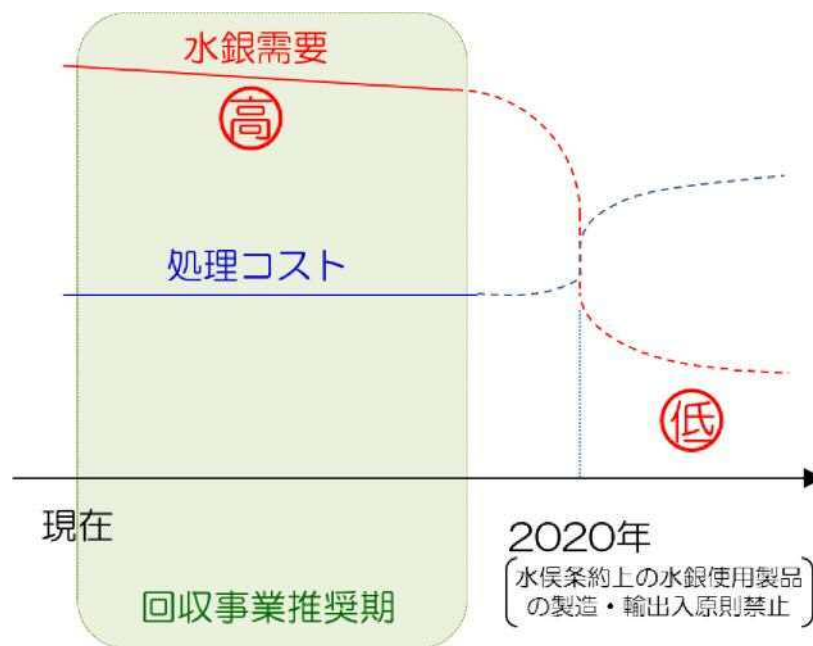 水銀需要
高
処理コスト
低
現在
2020年
水俣条約上の水銀使用製品
の製造・輸出入原則禁止
回収事業推奨期